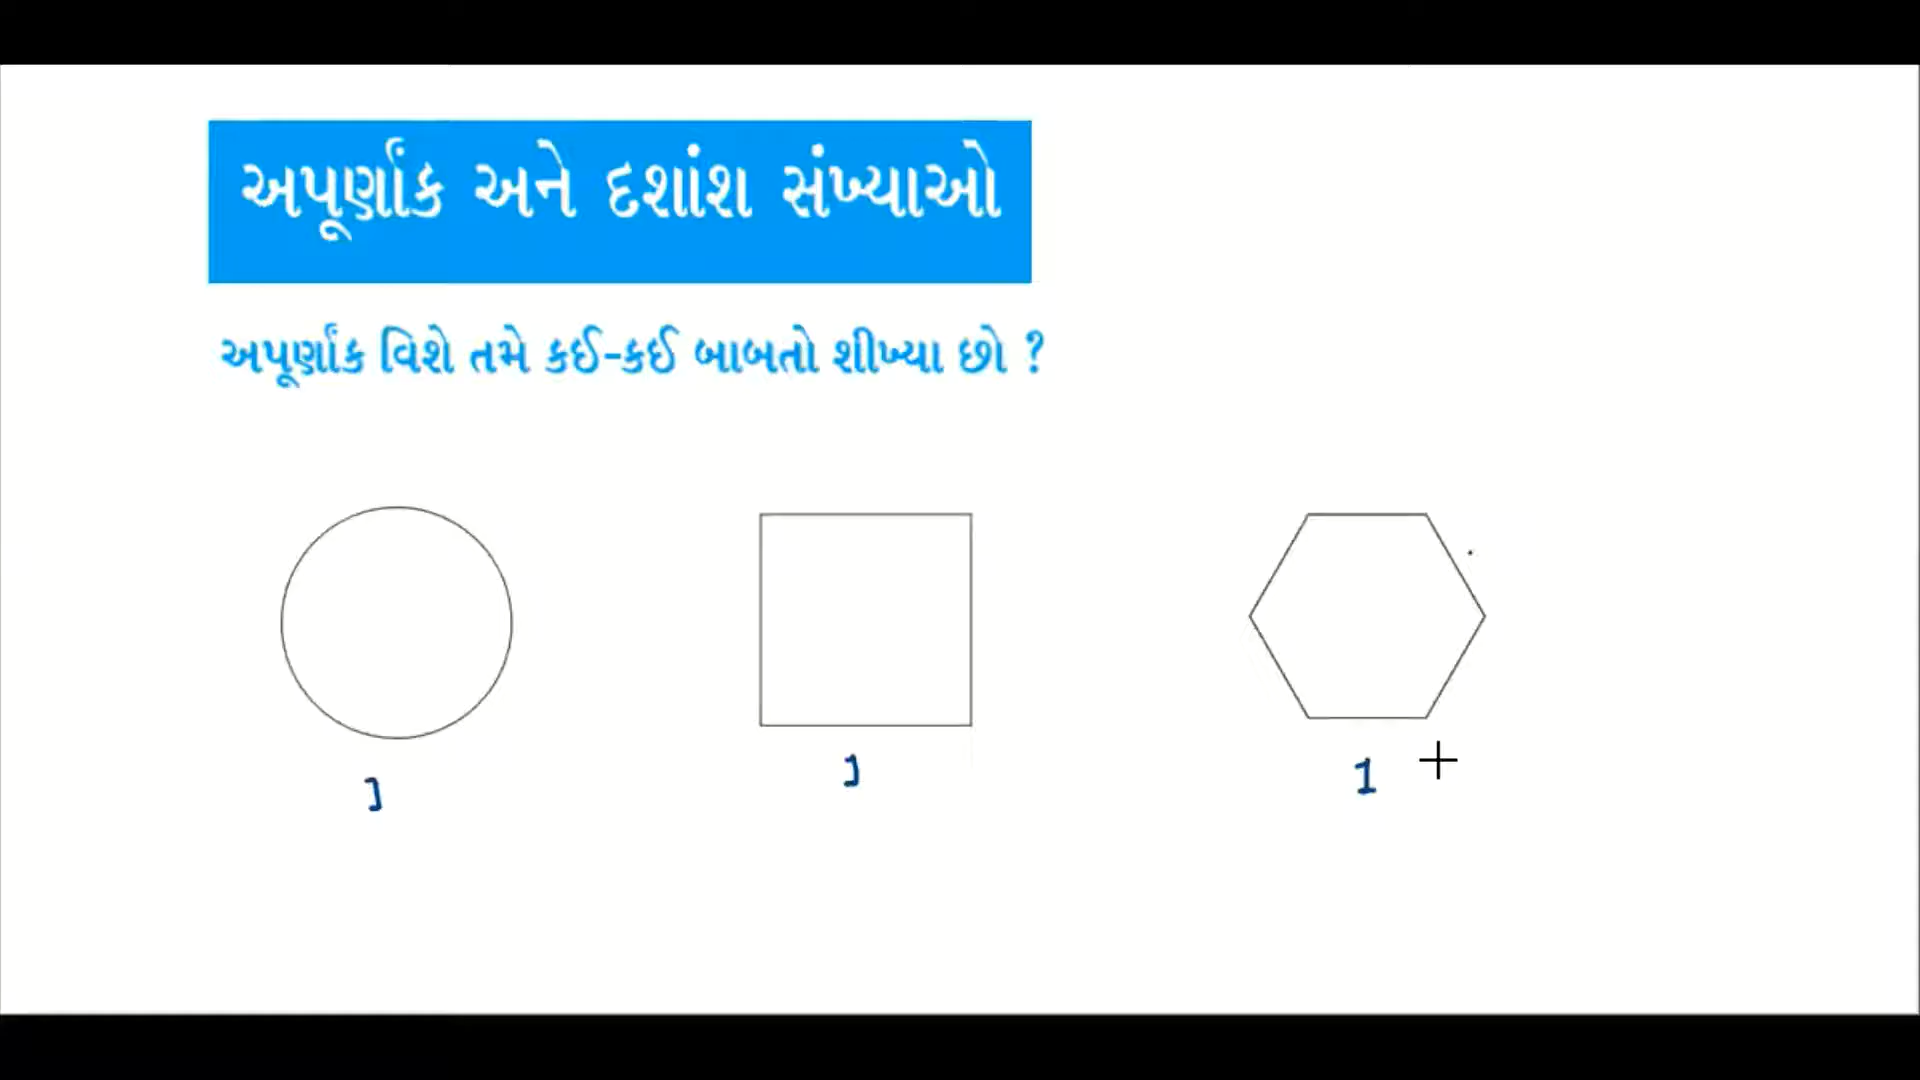 અપૂર્ણાંક અને દશાંશ સંખ્યાઓ
અપૂર્ણાંક વિશે તમે કઈ-કઈ બાબતો શીખ્યા છો ?
1 1 1